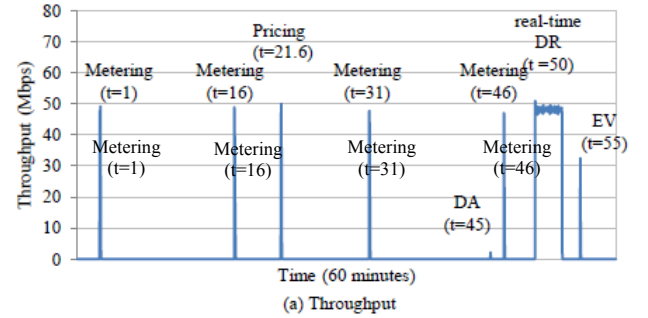 80
70
60
50
40
30
20
10
0
Throughput (Mbps)
Metering
(t=1)
Metering
(t=16)
Pricing
(t=21.6)
Metering
(t=31)
Metering
(t=46)
real-time
DR
(t =50)
EV
(t=55)
Metering
(t=1)
Metering
(t=16)
Metering
(t=31)
Metering
(t=46)
DA
(t=45)
Time (60 minutes)
(a) Throughput